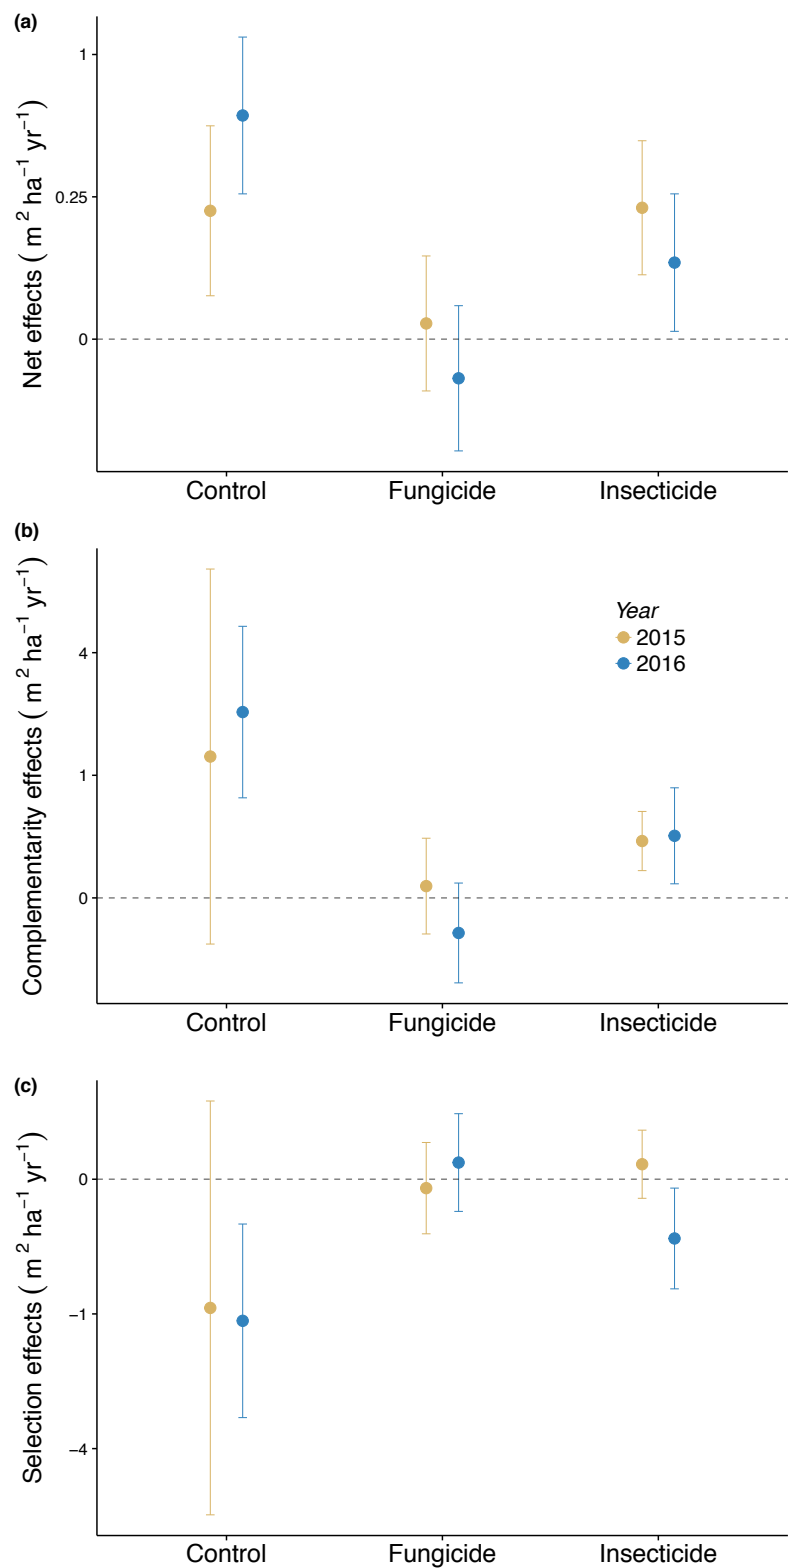 (a)
Net effects ( m² ha⁻¹ yr⁻¹)
1
0.25
0
Control Fungicide Insecticide
(b)
Complementarity effects ( m² ha⁻¹ yr⁻¹)
4
1
0
Year
2015
2016
Control Fungicide Insecticide
(c)
Selection effects ( m² ha⁻¹ yr⁻¹)
0
−1
−4
Control Fungicide Insecticide